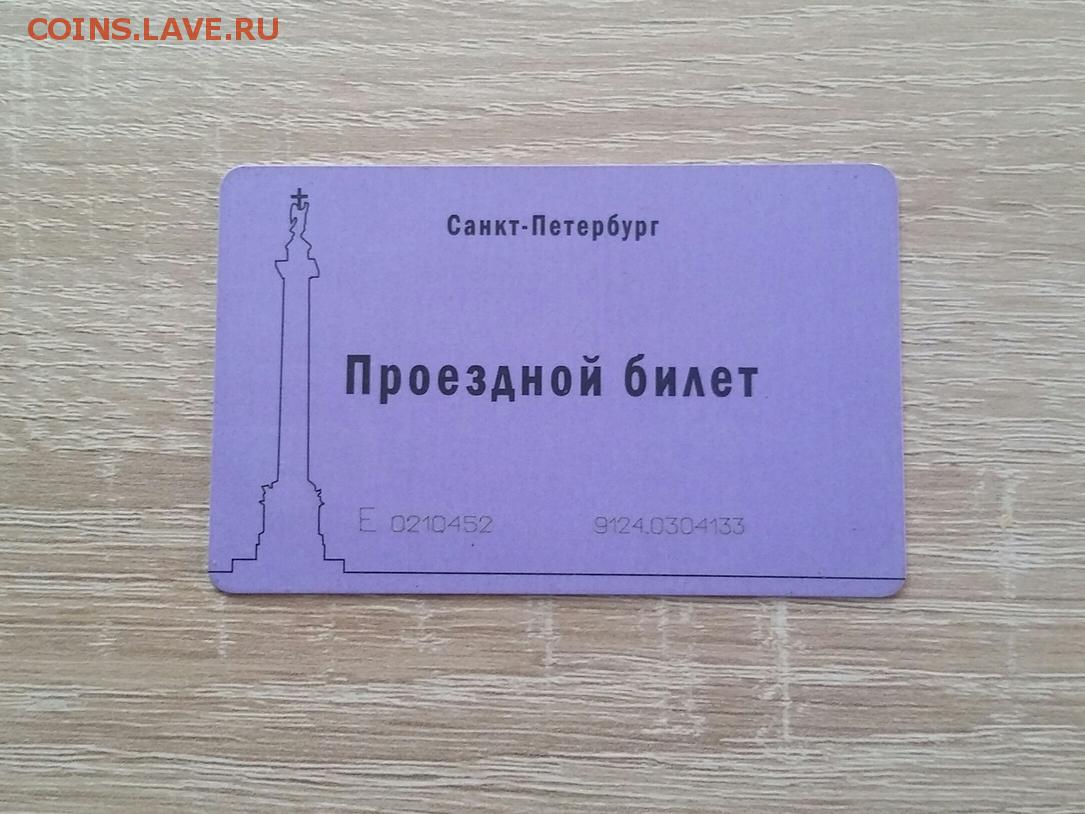 COINS.LAVE.RU
Санкт-Петербург
Проездной билет
E 0210452 9124.0304133